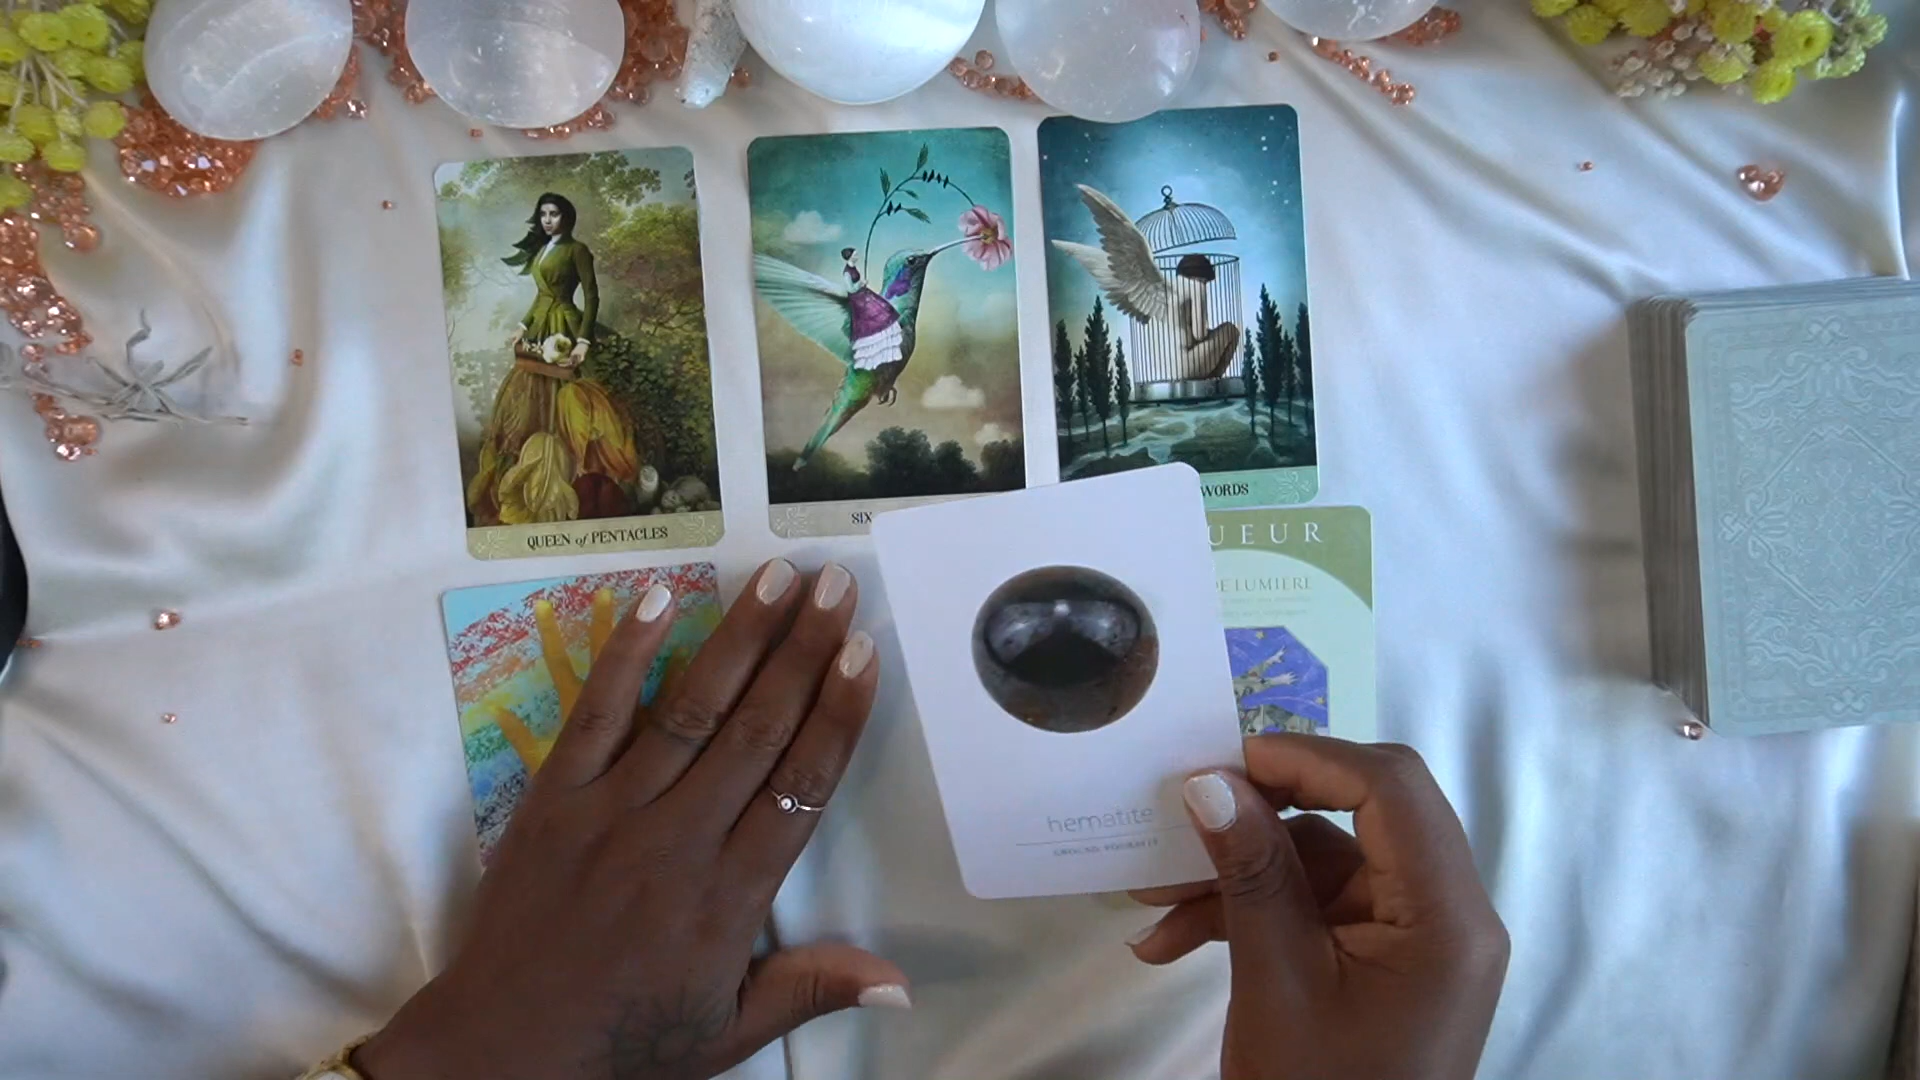 QUEEN of PENTACLES
SIX
WORDS
UEUR
DE LUMIERE
hematite
GROUND YOURSELF